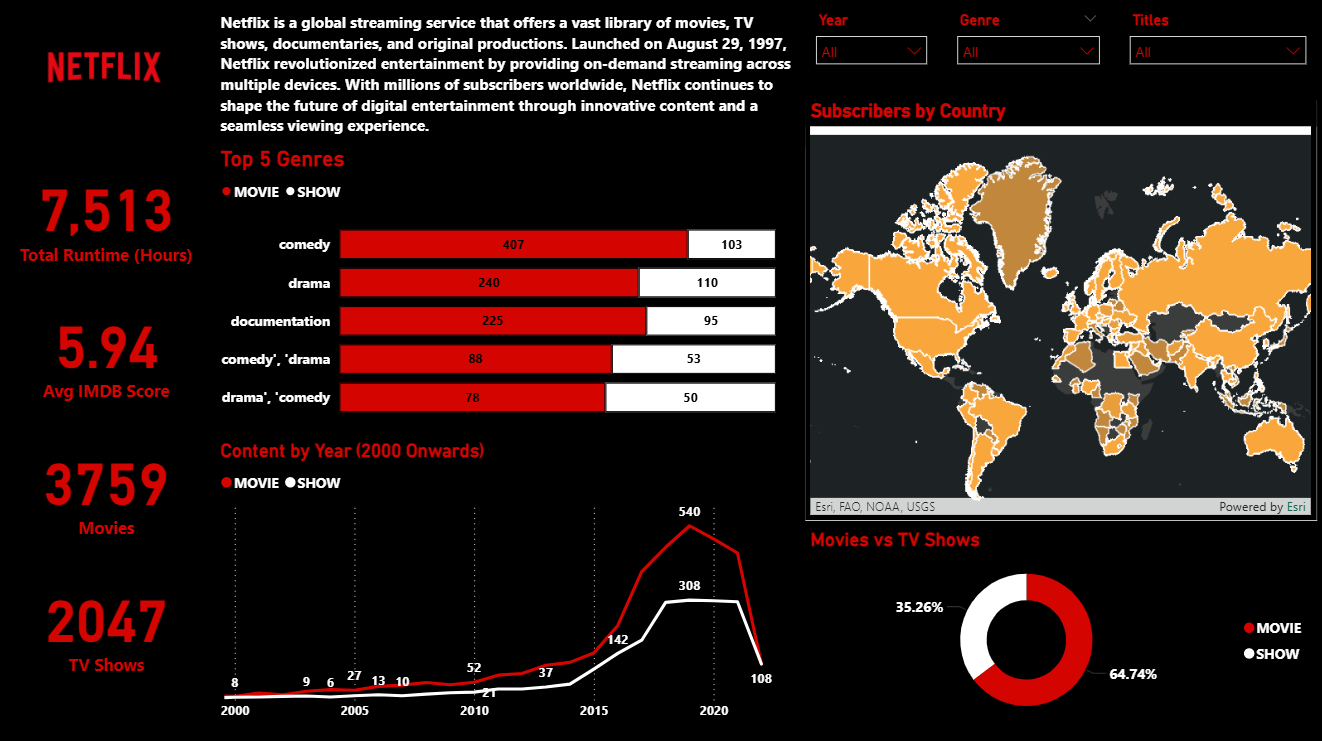 NETFLIX
Netflix is a global streaming service that offers a vast library of movies, TV
shows, documentaries, and original productions. Launched on August 29, 1997,
Netflix revolutionized entertainment by providing on-demand streaming across
multiple devices. With millions of subscribers worldwide, Netflix continues to
shape the future of digital entertainment through innovative content and a
seamless viewing experience.
Year Genre Titles
All All All
7,513
Total Runtime (Hours)
5.94
Avg IMDB Score
3759
Movies
2047
TV Shows
Top 5 Genres
MOVIE SHOW
comedy 407 103
drama 240 110
documentation 225 95
comedy', 'drama 88 53
drama', 'comedy 78 50
Content by Year (2000 Onwards)
MOVIE SHOW
540
308
142
52
37
27
21
13 10
9 6
8
108
2000 2005 2010 2015 2020
Subscribers by Country
Esri, FAO, NOAA, USGS Powered by Esri
Movies vs TV Shows
35.26%
64.74%
MOVIE
SHOW